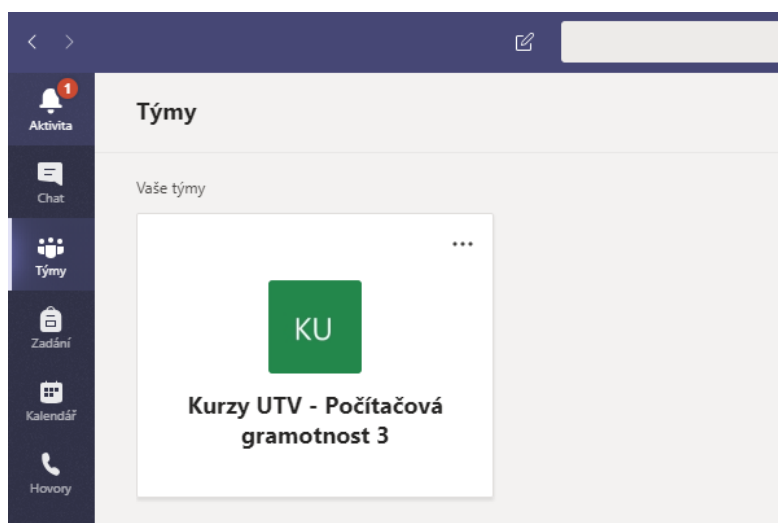 1
Aktivita
Chat
Týmy
Zadání
Kalendář
Hovory
Týmy
Vaše týmy
KU
Kurzy UTV - Počítačová
gramotnost 3